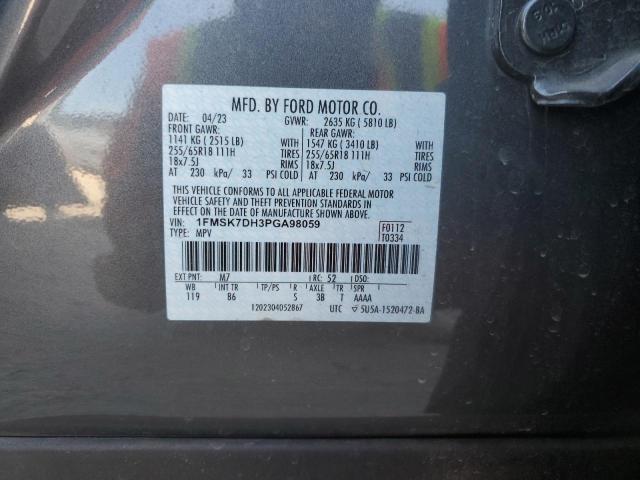 MFD. BY FORD MOTOR CO.
DATE: 04/23 GVWR: 2635 KG ( 5810 LB)
FRONT GAWR: REAR GAWR:
1141 KG ( 2515 LB) WITH 1547 KG ( 3410 LB) WITH
255/65R18 111H TIRES 255/65R18 111H TIRES
18x7.5J RIMS 18x7.5J RIMS
AT 230 kPa/ 33 PSI COLD AT 230 kPa/ 33 PSI COLD
THIS VEHICLE CONFORMS TO ALL APPLICABLE FEDERAL MOTOR
VEHICLE SAFETY AND THEFT PREVENTION STANDARDS IN
EFFECT ON THE DATE OF MANUFACTURE SHOWN ABOVE.
VIN: 1FMSK7DH3PGA98059 F0112
TYPE: MPV T0334
EXT PNT: M7 RC: 52 DSO:
WB INT TR TP/PS R AXLE TR SPR
119 86 5 3B T AAAA
1202304052867 UTC 5U5A-1520472-BA